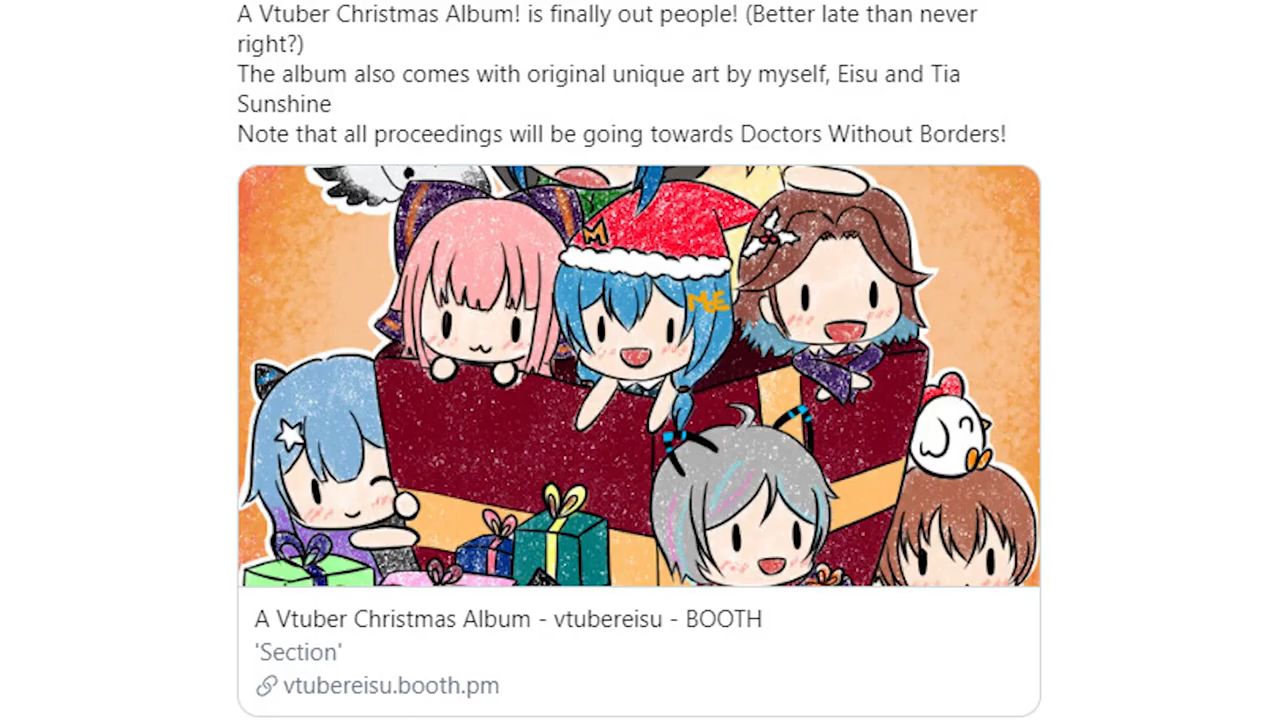 A Vtuber Christmas Album! is finally out people! (Better late than never
right?)
The album also comes with original unique art by myself, Eisu and Tia
Sunshine
Note that all proceedings will be going towards Doctors Without Borders!
M
MÈE
A Vtuber Christmas Album - vtubereisu - BOOTH
'Section'
vtubereisu.booth.pm